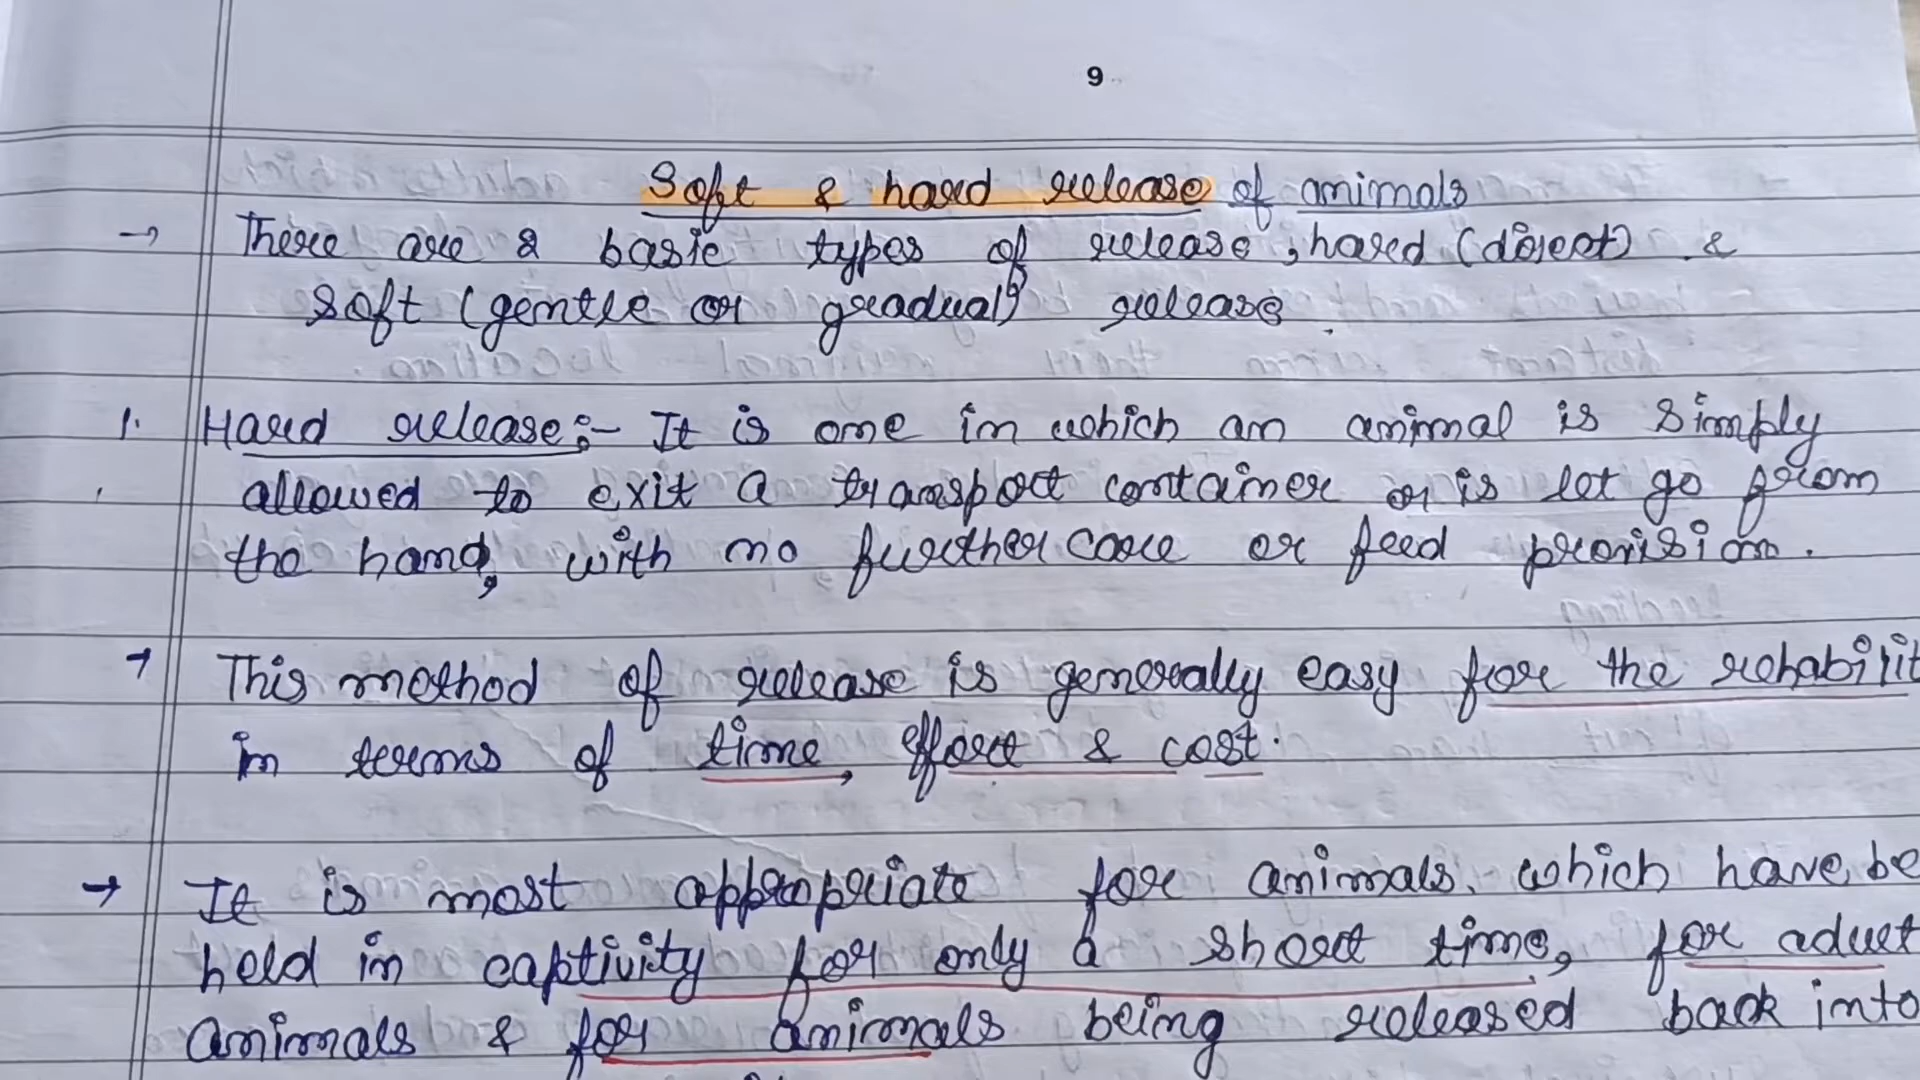 9
Soft & hard release of animals
→ There are 2 basic types of release, hard (direct) &
soft (gentle or gradual) release
1. Hard release:- It is one in which an animal is simply
allowed to exit a transport container or is let go from
the hand, with no further care or feed provision.
→ This method of release is generally easy for the rehabilit
in terms of time, effort & cost.
→ It is most appropriate for animals which have be
held in captivity for only a short time, for adult
animals & for animals being released back into